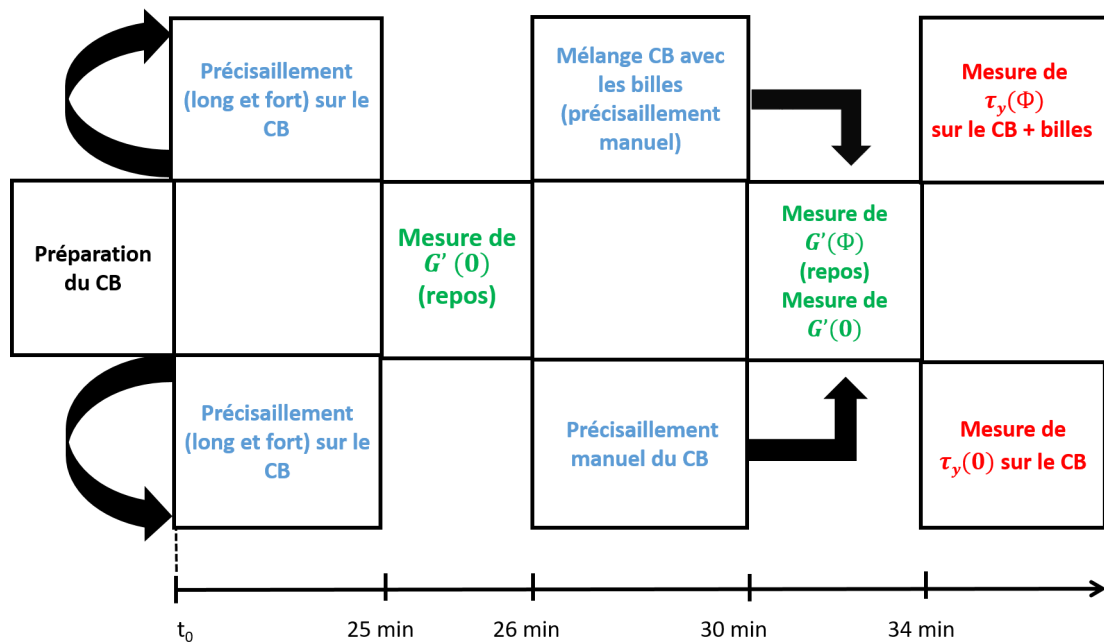 Précisaillement
(long et fort) sur le
CB
Mélange CB avec
les billes
(précisaillement
manuel)
Mesure de
τy(Φ)
sur le CB + billes
Préparation
du CB
Mesure de
G' (0)
(repos)
Mesure de
G'(Φ)
(repos)
Mesure de
G'(0)
Précisaillement
(long et fort) sur le
CB
Précisaillement
manuel du CB
Mesure de
τy(0) sur le CB
t0
25 min
26 min
30 min
34 min